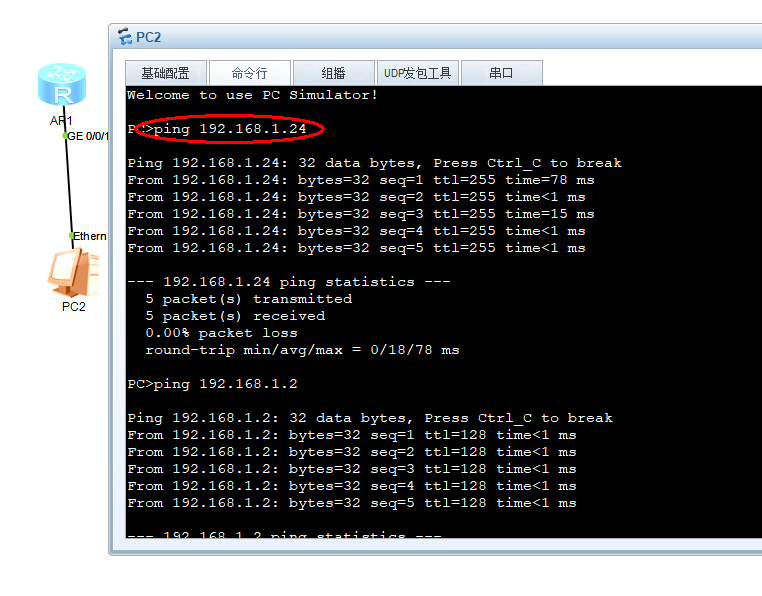 PC2
基础配置 命令行 组播 UDP发包工具 串口
Welcome to use PC Simulator!
AR1
GE 0/0/1
Ethern
PC2
PC>ping 192.168.1.24
Ping 192.168.1.24: 32 data bytes, Press Ctrl_C to break
From 192.168.1.24: bytes=32 seq=1 ttl=255 time=78 ms
From 192.168.1.24: bytes=32 seq=2 ttl=255 time<1 ms
From 192.168.1.24: bytes=32 seq=3 ttl=255 time=15 ms
From 192.168.1.24: bytes=32 seq=4 ttl=255 time<1 ms
From 192.168.1.24: bytes=32 seq=5 ttl=255 time<1 ms
--- 192.168.1.24 ping statistics ---
5 packet(s) transmitted
5 packet(s) received
0.00% packet loss
round-trip min/avg/max = 0/18/78 ms
PC>ping 192.168.1.2
Ping 192.168.1.2: 32 data bytes, Press Ctrl_C to break
From 192.168.1.2: bytes=32 seq=1 ttl=128 time<1 ms
From 192.168.1.2: bytes=32 seq=2 ttl=128 time<1 ms
From 192.168.1.2: bytes=32 seq=3 ttl=128 time<1 ms
From 192.168.1.2: bytes=32 seq=4 ttl=128 time<1 ms
From 192.168.1.2: bytes=32 seq=5 ttl=128 time<1 ms
--- 192.168.1.2 ping statistics ---